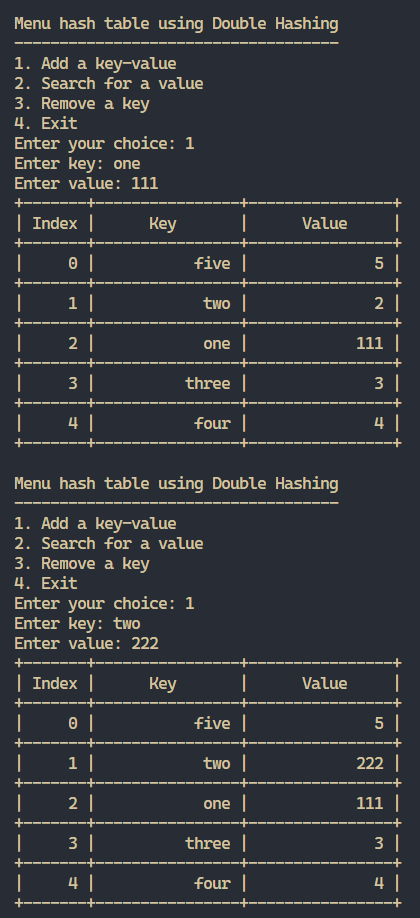 Menu hash table using Double Hashing
------------------------------------
1. Add a key-value
2. Search for a value
3. Remove a key
4. Exit
Enter your choice: 1
Enter key: one
Enter value: 111
+-------+----------------+----------------+
| Index |      Key       |      Value     |
+-------+----------------+----------------+
|     0 |           five |              5 |
+-------+----------------+----------------+
|     1 |            two |              2 |
+-------+----------------+----------------+
|     2 |            one |            111 |
+-------+----------------+----------------+
|     3 |          three |              3 |
+-------+----------------+----------------+
|     4 |           four |              4 |
+-------+----------------+----------------+
Menu hash table using Double Hashing
------------------------------------
1. Add a key-value
2. Search for a value
3. Remove a key
4. Exit
Enter your choice: 1
Enter key: two
Enter value: 222
+-------+----------------+----------------+
| Index |      Key       |      Value     |
+-------+----------------+----------------+
|     0 |           five |              5 |
+-------+----------------+----------------+
|     1 |            two |            222 |
+-------+----------------+----------------+
|     2 |            one |            111 |
+-------+----------------+----------------+
|     3 |          three |              3 |
+-------+----------------+----------------+
|     4 |           four |              4 |
+-------+----------------+----------------+